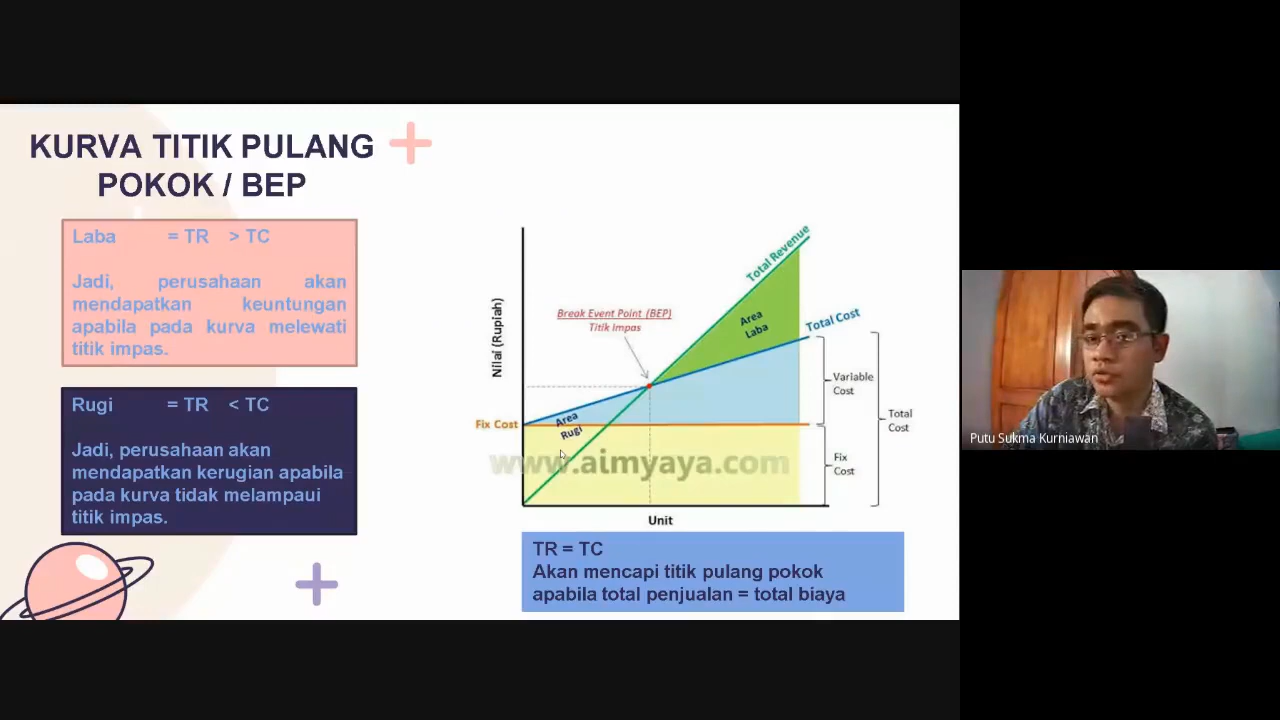 KURVA TITIK PULANG
POKOK / BEP
Laba = TR > TC
Jadi, perusahaan akan
mendapatkan keuntungan
apabila pada kurva melewati
titik impas.
Rugi = TR < TC
Jadi, perusahaan akan
mendapatkan kerugian apabila
pada kurva tidak melampaui
titik impas.
Nilai (Rupiah)
Break Event Point (BEP)
Titik Impas
Total Revenue
Area
Laba
Total Cost
Variable
Cost
Total
Cost
Fix Cost
Area
Rugi
Fix
Cost
www.aimyaya.com
Unit
TR = TC
Akan mencapi titik pulang pokok
apabila total penjualan = total biaya
Putu Sukma Kurniawan